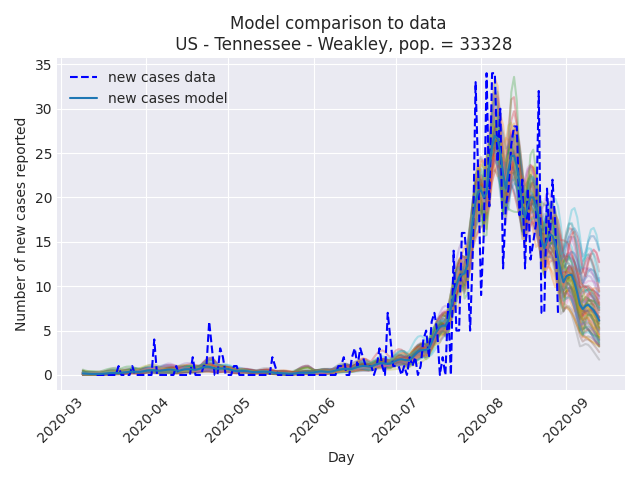 Model comparison to data
US - Tennessee - Weakley, pop. = 33328
new cases data
new cases model
Number of new cases reported
35
30
25
20
15
10
5
0
2020-03
2020-04
2020-05
2020-06
2020-07
2020-08
2020-09
Day